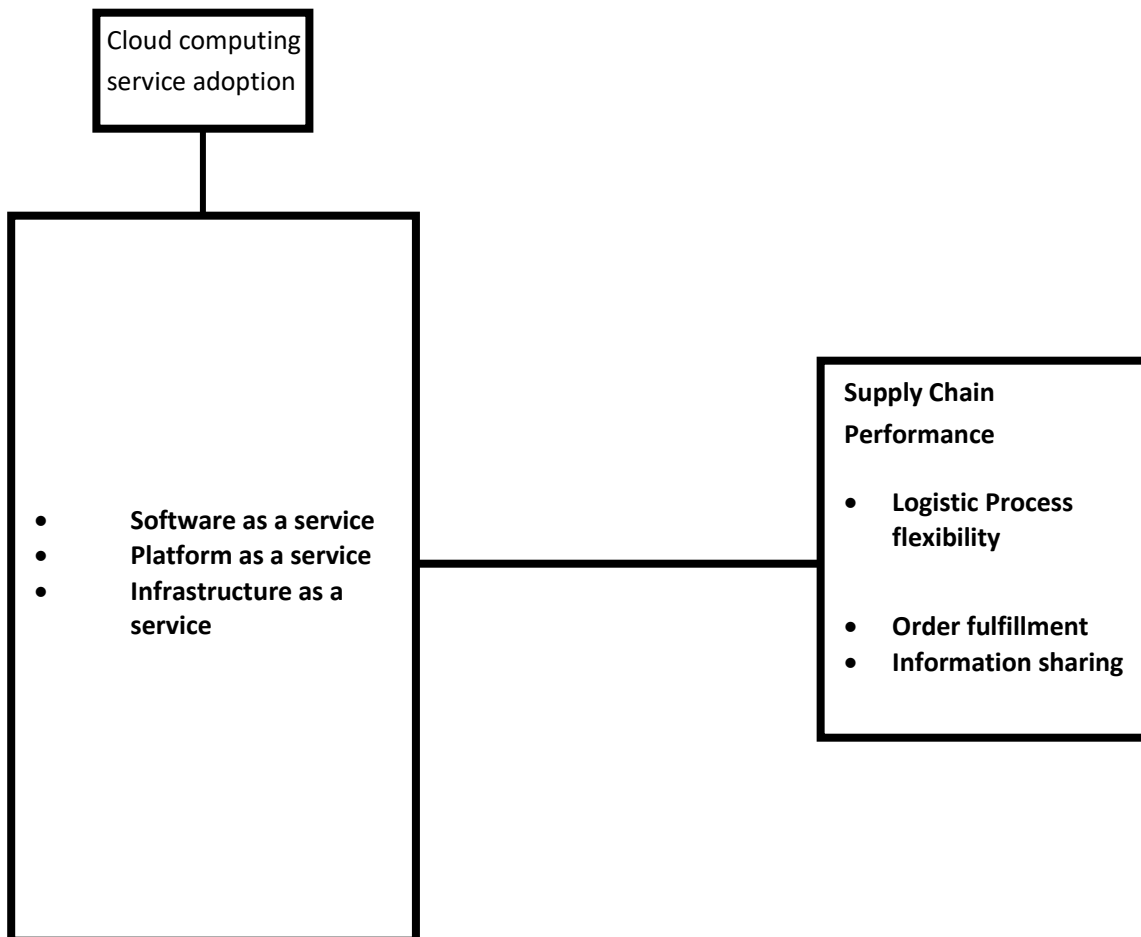 Cloud computing
service adoption
• Software as a service
• Platform as a service
• Infrastructure as a
service
Supply Chain
Performance
• Logistic Process
flexibility
• Order fulfillment
• Information sharing